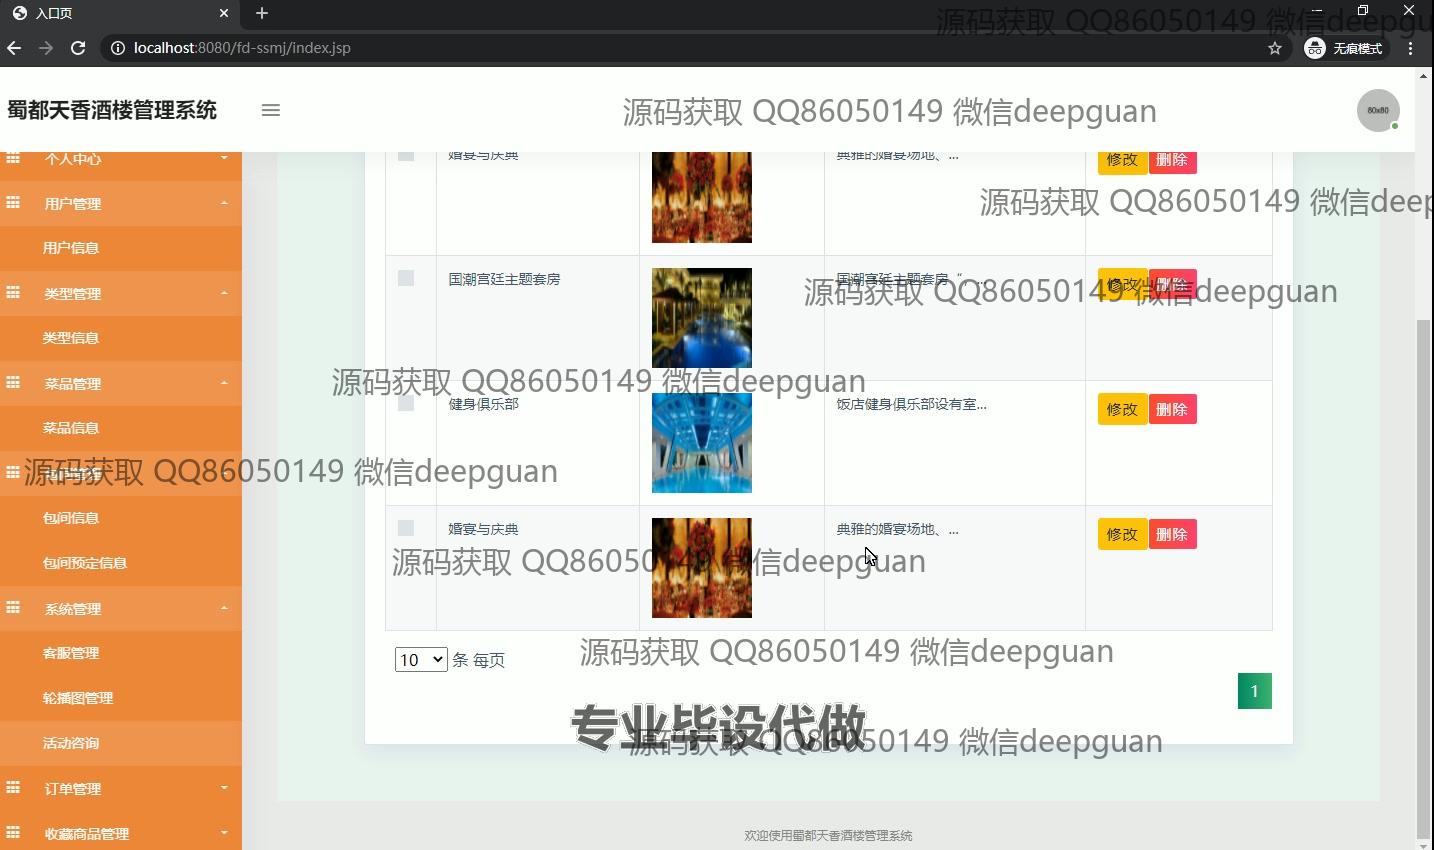 入口页
localhost:8080/fd-ssmj/index.jsp
无痕模式
源码获取 QQ86050149 微信deepgu
蜀都天香酒楼管理系统
源码获取 QQ86050149 微信deepguan
80x80
个人中心
婚宴与庆典
典雅的婚宴场地、...
修改 删除
用户管理
源码获取 QQ86050149 微信deep
用户信息
国潮宫廷主题套房
国潮宫廷主题套房 “，...
修改 删除
源码获取 QQ86050149 微信deepguan
类型管理
类型信息
菜品管理
源码获取 QQ86050149 微信deepguan
健身俱乐部
饭店健身俱乐部设有室...
修改 删除
菜品信息
包间管理
源码获取 QQ86050149 微信deepguan
包间信息
婚宴与庆典
典雅的婚宴场地、...
修改 删除
包间预定信息
源码获取 QQ86050149 微信deepguan
系统管理
客服管理
10 条 每页
源码获取 QQ86050149 微信deepguan
轮播图管理
1
专业毕设代做
活动咨询
源码获取 QQ86050149 微信deepguan
订单管理
收藏商品管理
欢迎使用蜀都天香酒楼管理系统